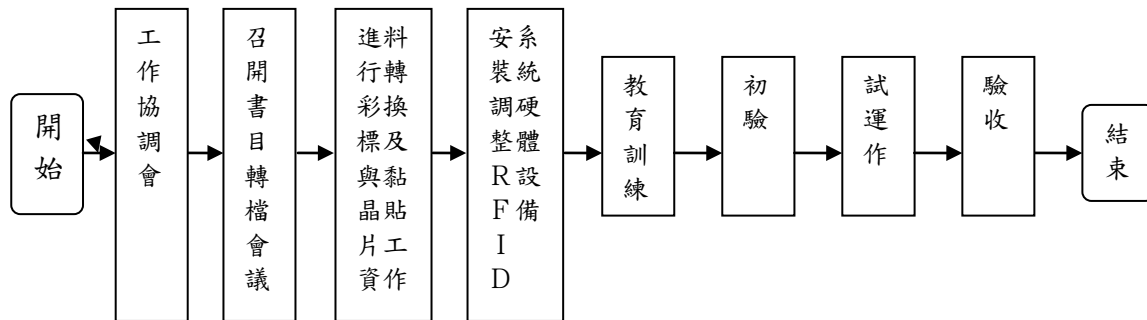 開始
工作協調會
召開書目轉檔會議
進行彩標與晶片資
料轉換及黏貼工作
安裝調整RFID
系統硬體設備
教育訓練
初驗
試運作
驗收
結束